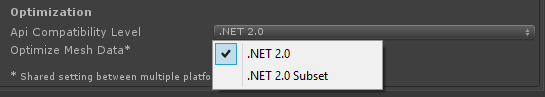 Optimization
Api Compatibility Level .NET 2.0
Optimize Mesh Data*
.NET 2.0
.NET 2.0 Subset
* Shared setting between multiple